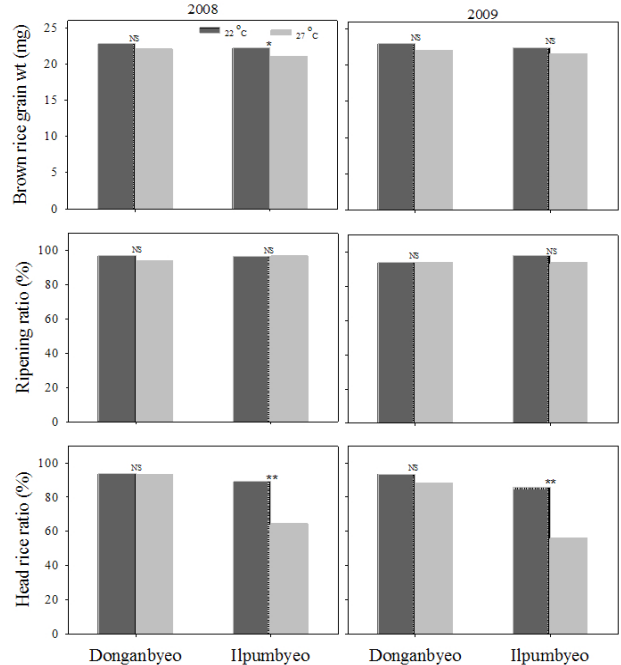 2008
2009
Brown rice grain wt (mg)
25
20
15
10
5
0
22 °C
27 °C
NS
*
NS
NS
Ripening ratio (%)
100
80
60
40
20
0
NS
NS
NS
NS
Head rice ratio (%)
100
80
60
40
20
0
NS
**
NS
**
Donganbyeo
Ilpumbyeo
Donganbyeo
Ilpumbyeo